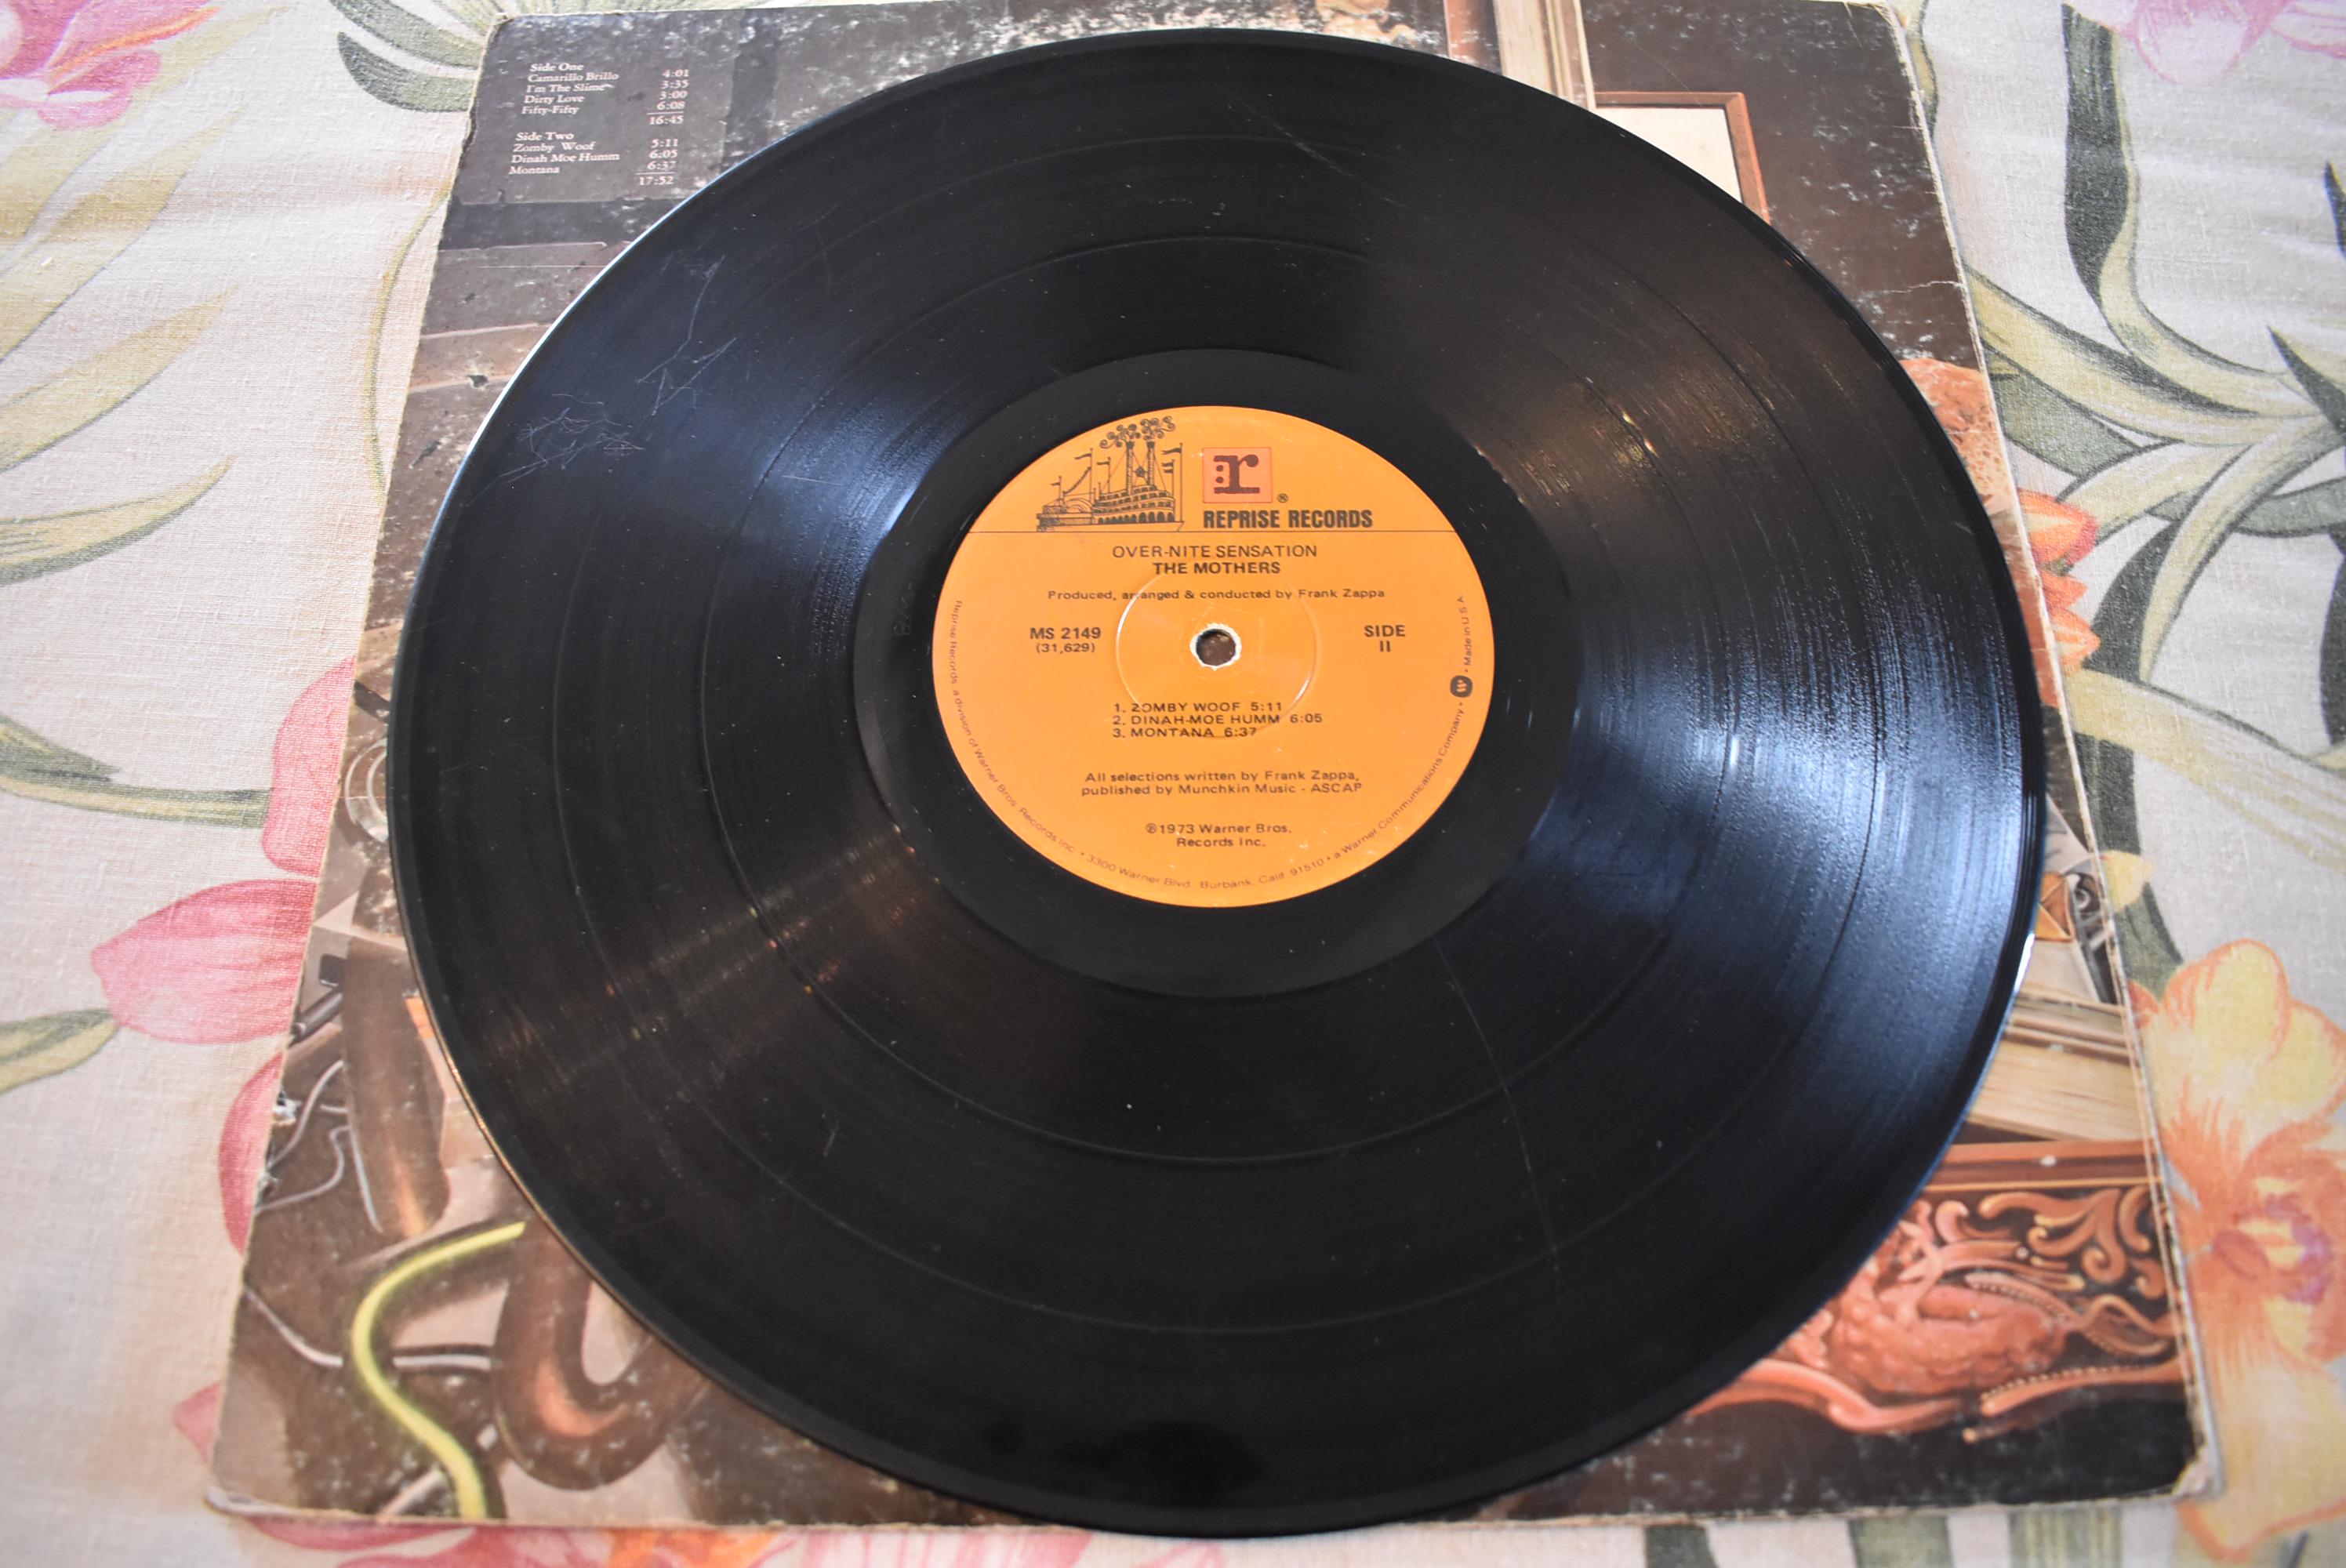 Side One
Camarillo Brillo 4:01
I'm The Slime 3:35
Dirty Love 3:00
Fifty-Fifty 6:08
16:45
Side Two
Zomby Woof 5:11
Dinah Moe Humm 6:05
Montana 6:37
17:52
r
®
REPRISE RECORDS
OVER-NITE SENSATION
THE MOTHERS
Produced, arranged & conducted by Frank Zappa
MS 2149
(31,629)
SIDE
II
1. ZOMBY WOOF 5:11
2. DINAH-MOE HUMM 6:05
3. MONTANA 6:37
All selections written by Frank Zappa,
published by Munchkin Music - ASCAP
℗1973 Warner Bros.
Records Inc.
Reprise Records, a division of Warner Bros. Records Inc. • 3300 Warner Blvd., Burbank, Calif. 91510 • a Warner Communications Company • W • Made in U.S.A.